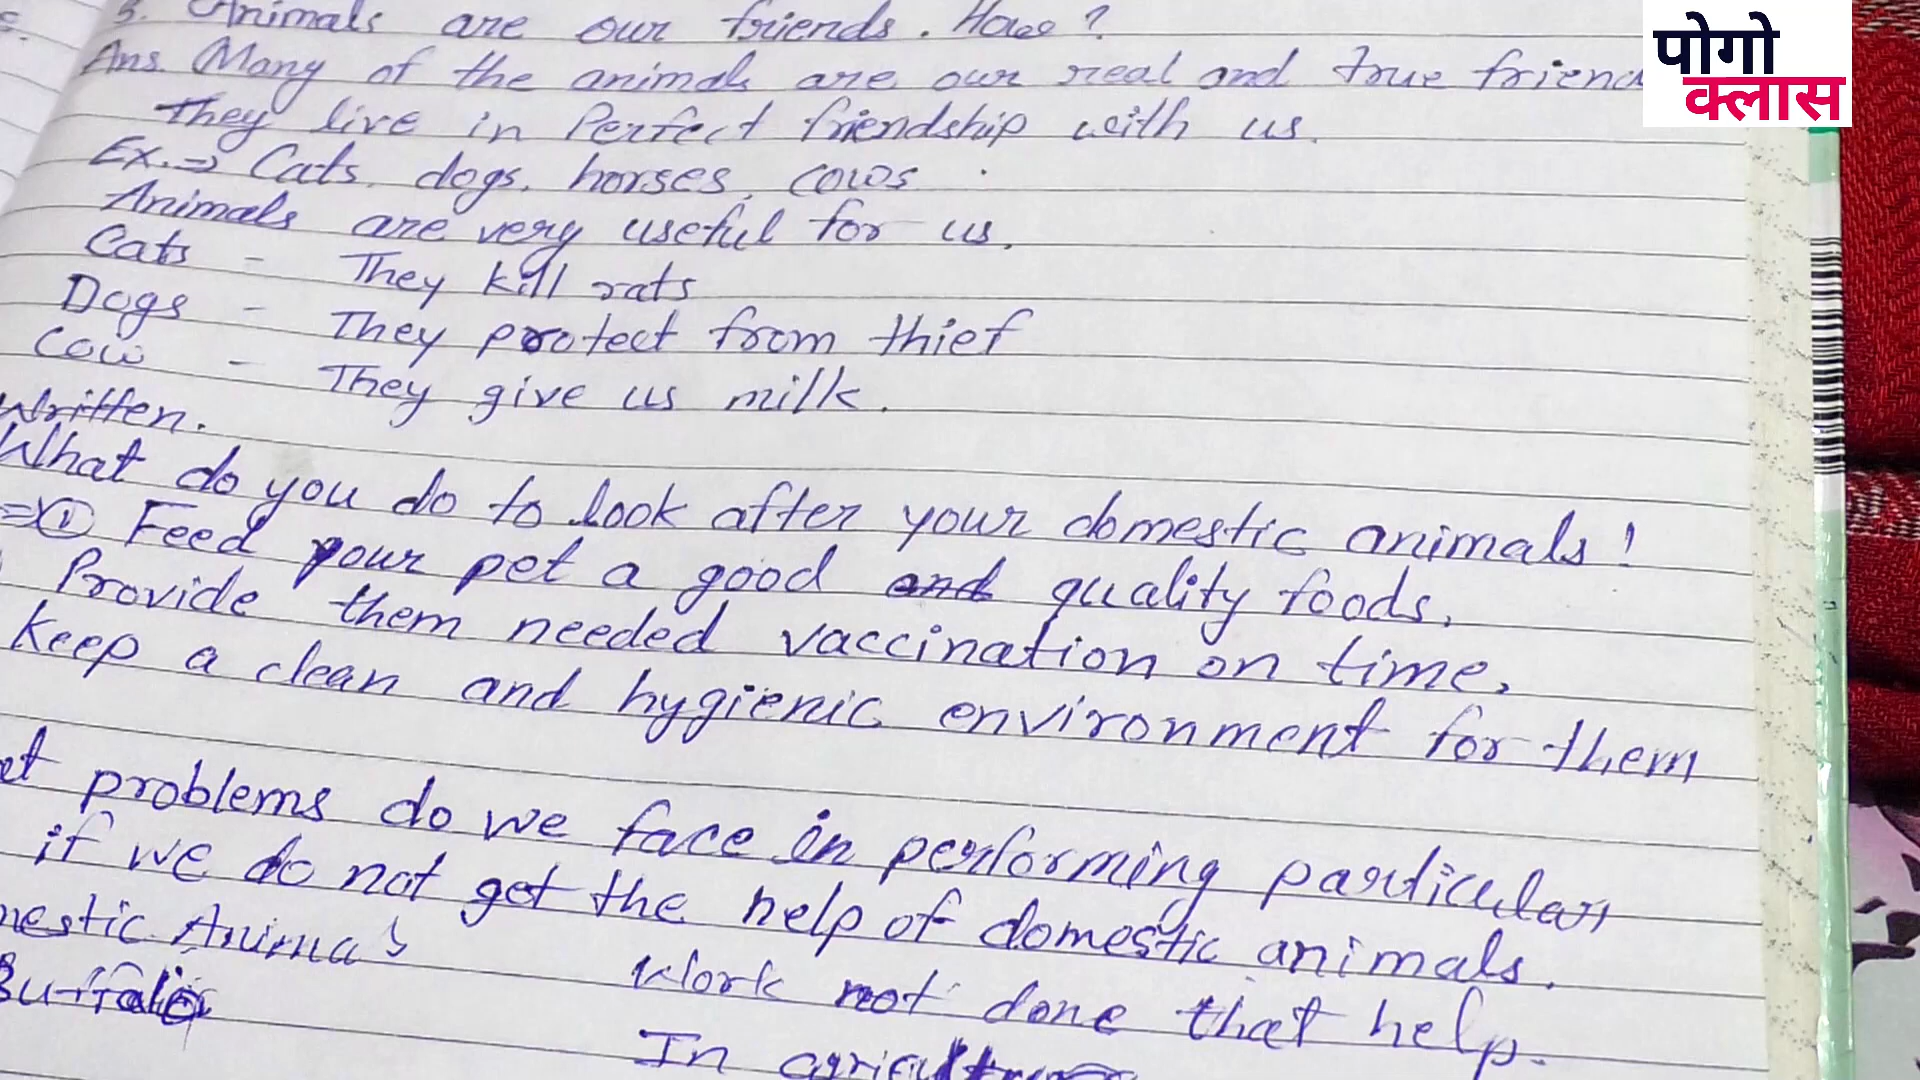 3. Animals are our friends. How?
Ans. Many of the animals are our real and true frienc
They live in Perfect friendship with us.
Ex. ⇒ Cats, dogs, horses, cows
Animals are very useful for us.
Cats - They kill rats
Dogs - They protect from thief
Cow - They give us milk.
Written.
What do you do to look after your domestic animals!
⇒ ① Feed your pet a good and quality foods.
Provide them needed vaccination on time.
Keep a clean and hygienic environment for them
et problems do we face in performing particular
if we do not get the help of domestic animals.
mestic Animals Work not done that help.
Buffalo In
पोगो
क्लास